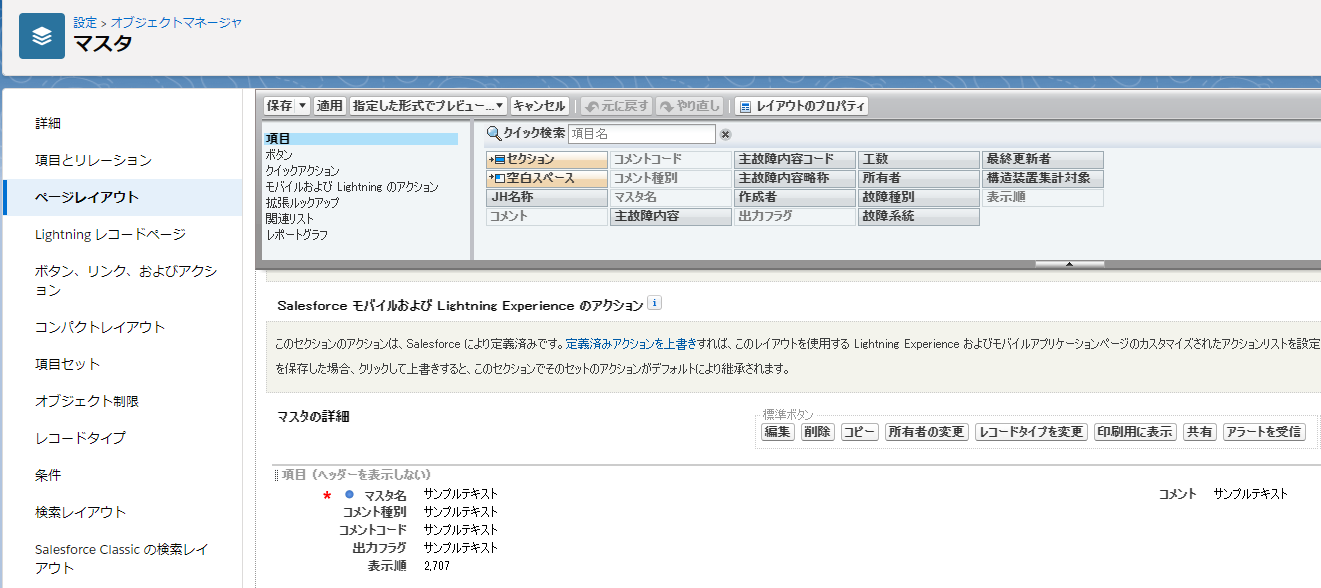 設定 > オブジェクトマネージャ
マスタ
詳細
項目とリレーション
ページレイアウト
Lightning レコードページ
ボタン、リンク、およびアクシ
ョン
コンパクトレイアウト
項目セット
オブジェクト制限
レコードタイプ
条件
検索レイアウト
Salesforce Classic の検索レイ
アウト
保存 適用 指定した形式でプレビュー... キャンセル 元に戻す やり直し レイアウトのプロパティ
項目
ボタン
クイックアクション
モバイルおよび Lightning のアクション
拡張ルックアップ
関連リスト
レポートグラフ
クイック検索 項目名
セクション コメントコード 主故障内容コード 工数 最終更新者
空白スペース コメント種別 主故障内容略称 所有者 構造装置集計対象
JH名称 マスタ名 作成者 故障種別 表示順
コメント 主故障内容 出力フラグ 故障系統
Salesforce モバイルおよび Lightning Experience のアクション i
このセクションのアクションは、Salesforce により定義済みです。定義済みアクションを上書きすれば、このレイアウトを使用する Lightning Experience およびモバイルアプリケーションページのカスタマイズされたアクションリストを設定
を保存した場合、クリックして上書きすると、このセクションでそのセットのアクションがデフォルトにより継承されます。
マスタの詳細
標準ボタン
編集 削除 コピー 所有者の変更 レコードタイプを変更 印刷用に表示 共有 アラートを受信
項目 (ヘッダーを表示しない)
* マスタ名 サンプルテキスト コメント サンプルテキスト
コメント種別 サンプルテキスト
コメントコード サンプルテキスト
出力フラグ サンプルテキスト
表示順 2,707